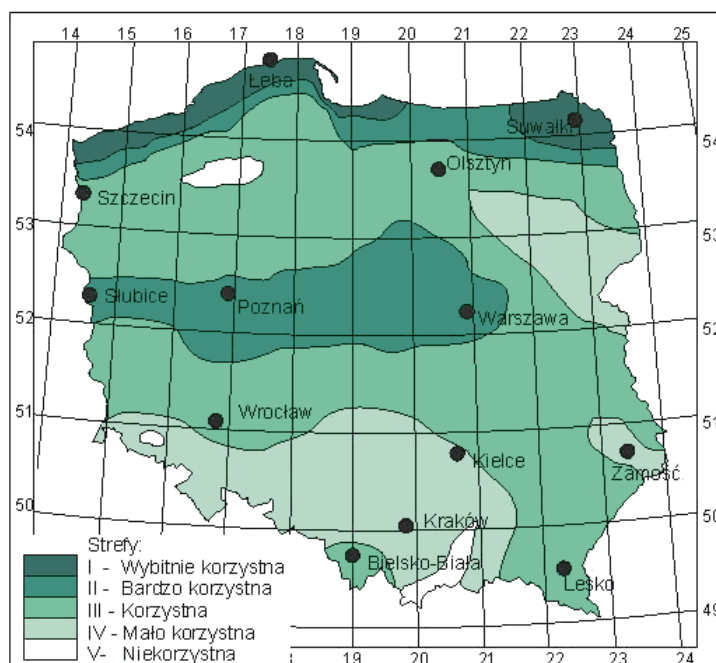 14 15 16 17 18 19 20 21 22 23 24 25
Łeba
54 Suwałki 54
Olsztyn
Szczecin
53 53
Słubice Poznań Warszawa
52 52
Wrocław
51 51
Kielce Zamość
50 Kraków 50
Strefy:
I - Wybitnie korzystna
II - Bardzo korzystna
III - Korzystna
IV - Mało korzystna
V- Niekorzystna
Bielsko-Biała Lesko
49
19 20 21 22 23 24